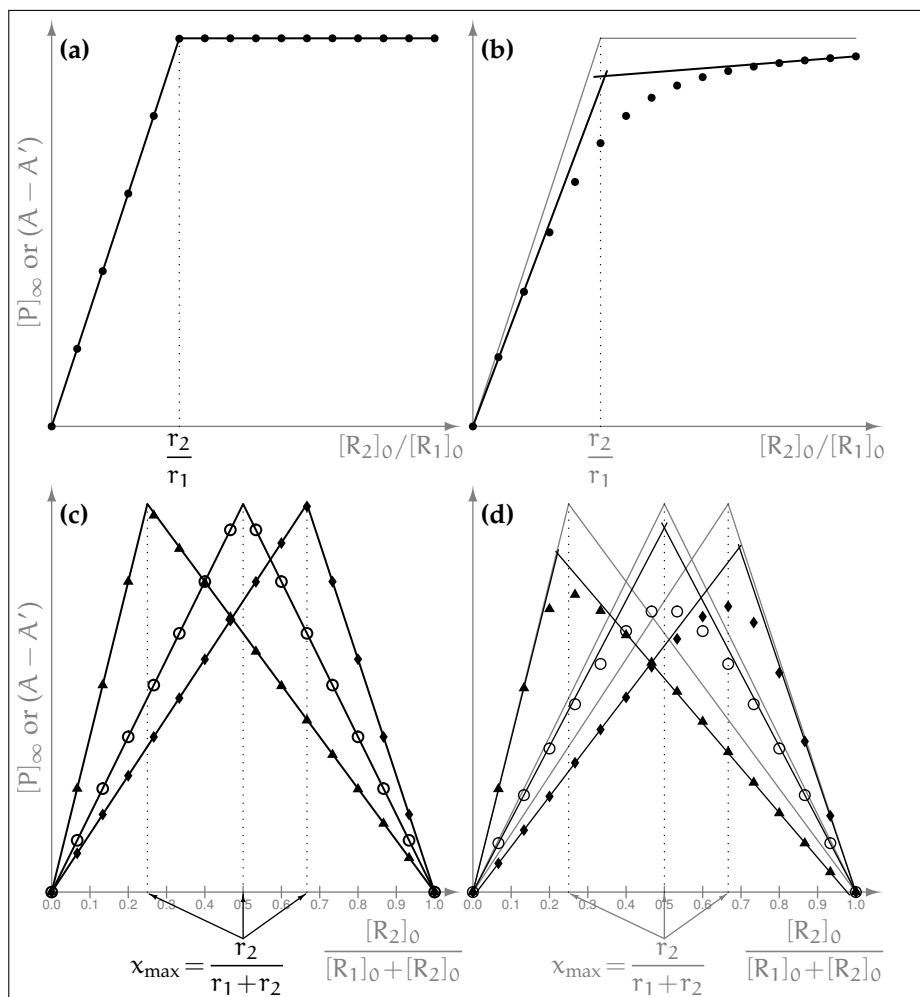 (a)
[P]∞ or (A − A′)
r₂
r₁
[R₂]₀/[R₁]₀
(b)
r₂
r₁
[R₂]₀/[R₁]₀
(c)
[P]∞ or (A − A′)
0.0 0.1 0.2 0.3 0.4 0.5 0.6 0.7 0.8 0.9 1.0
x_max = r₂ / (r₁ + r₂)
[R₂]₀
[R₁]₀ + [R₂]₀
(d)
0.0 0.1 0.2 0.3 0.4 0.5 0.6 0.7 0.8 0.9 1.0
x_max = r₂ / (r₁ + r₂)
[R₂]₀
[R₁]₀ + [R₂]₀